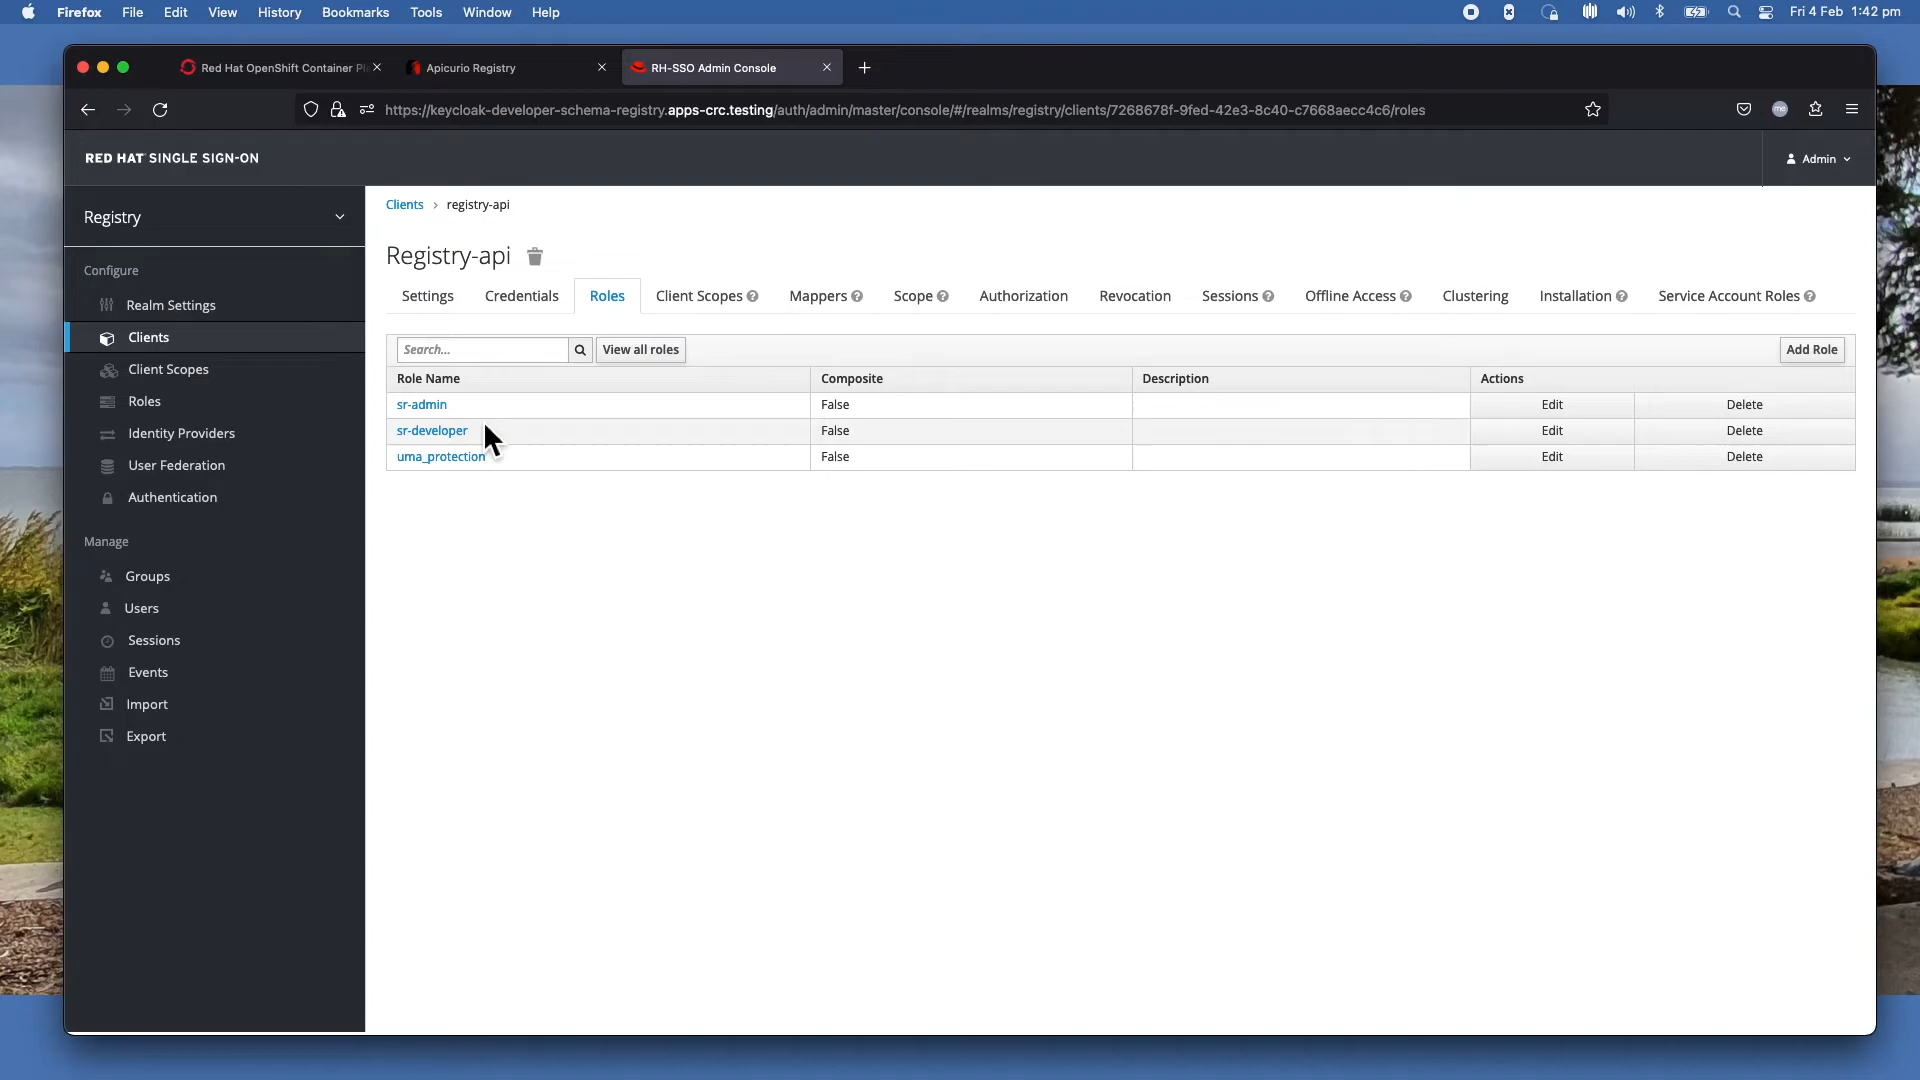 Firefox File Edit View History Bookmarks Tools Window Help Fri 4 Feb 1:42 pm
Red Hat OpenShift Container Pl Apicurio Registry RH-SSO Admin Console
https://keycloak-developer-schema-registry.apps-crc.testing/auth/admin/master/console/#/realms/registry/clients/7268678f-9fed-42e3-8c40-c7668aecc4c6/roles
me
RED HAT SINGLE SIGN-ON
Admin
Registry
Configure
Realm Settings
Clients
Client Scopes
Roles
Identity Providers
User Federation
Authentication
Manage
Groups
Users
Sessions
Events
Import
Export
Clients > registry-api
Registry-api
Settings Credentials Roles Client Scopes Mappers Scope Authorization Revocation Sessions Offline Access Clustering Installation Service Account Roles
Search... View all roles Add Role
Role Name Composite Description Actions
sr-admin False Edit Delete
sr-developer False Edit Delete
uma_protection False Edit Delete